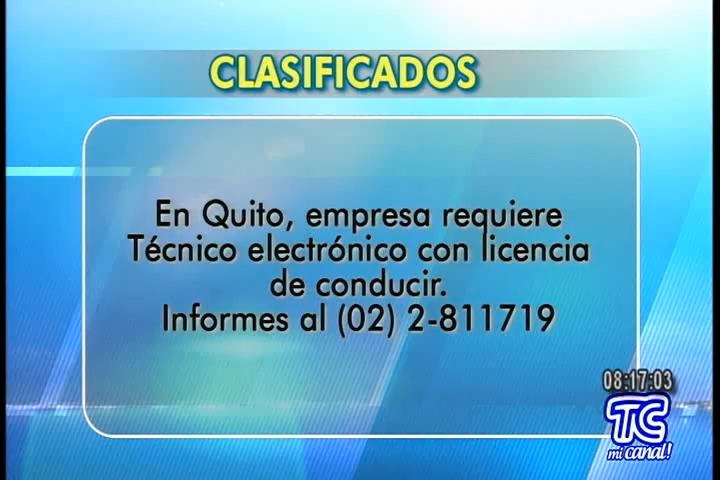 CLASIFICADOS
En Quito, empresa requiere
Técnico electrónico con licencia
de conducir.
Informes al (02) 2-811719
08:17:03
TC
mi canal!